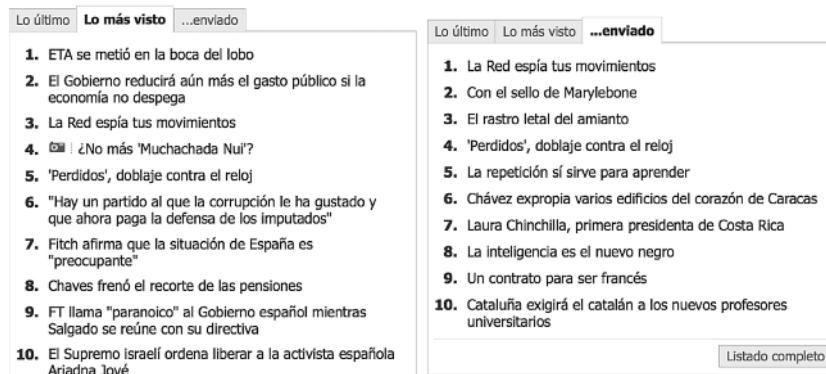 Lo último Lo más visto ...enviado
1. ETA se metió en la boca del lobo
2. El Gobierno reducirá aún más el gasto público si la
economía no despega
3. La Red espía tus movimientos
4. ¿No más 'Muchachada Nui'?
5. 'Perdidos', doblaje contra el reloj
6. "Hay un partido al que la corrupción le ha gustado y
que ahora paga la defensa de los imputados"
7. Fitch afirma que la situación de España es
"preocupante"
8. Chaves frenó el recorte de las pensiones
9. FT llama "paranoico" al Gobierno español mientras
Salgado se reúne con su directiva
10. El Supremo israelí ordena liberar a la activista española
Ariadna Jové
Lo último Lo más visto ...enviado
1. La Red espía tus movimientos
2. Con el sello de Marylebone
3. El rastro letal del amianto
4. 'Perdidos', doblaje contra el reloj
5. La repetición sí sirve para aprender
6. Chávez expropia varios edificios del corazón de Caracas
7. Laura Chinchilla, primera presidenta de Costa Rica
8. La inteligencia es el nuevo negro
9. Un contrato para ser francés
10. Cataluña exigirá el catalán a los nuevos profesores
universitarios
Listado completo